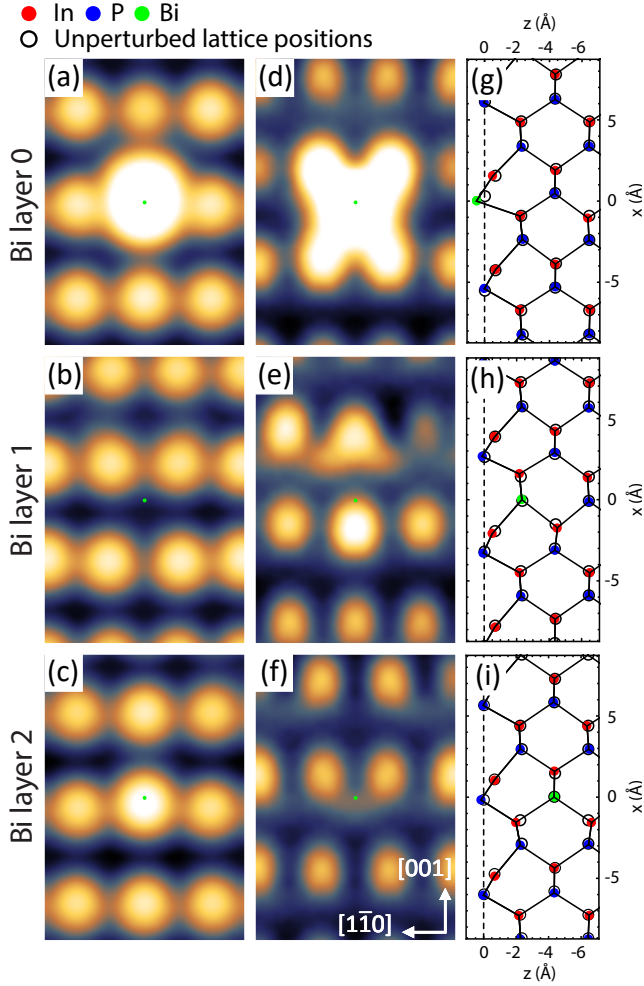 In P Bi
Unperturbed lattice positions
(a) (d) (g)
0 -2 -4 -6
z (Å)
Bi layer 0
5
0
-5
x (Å)
(b) (e) (h)
Bi layer 1
5
0
-5
x (Å)
(c) (f) (i)
Bi layer 2
[001]
[11̅0]
5
0
-5
x (Å)
0 -2 -4 -6
z (Å)